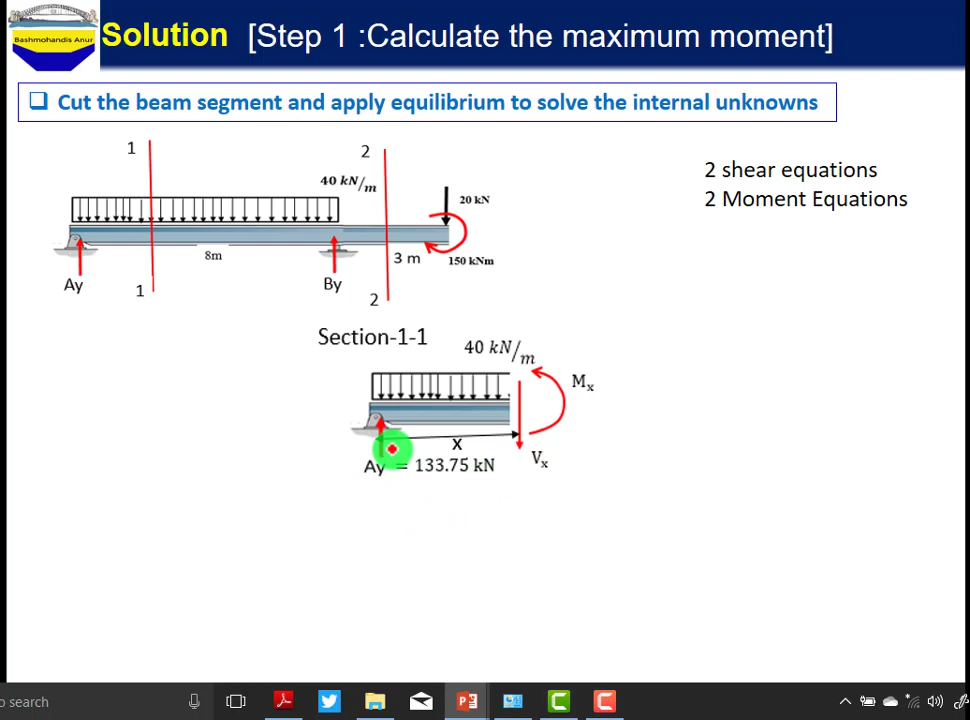 Bashmohandis Anur
Solution [Step 1 :Calculate the maximum moment]
Cut the beam segment and apply equilibrium to solve the internal unknowns
1
2
40 kN/m
20 kN
2 shear equations
2 Moment Equations
8m
3 m
150 kNm
Ay
1
By
2
Section-1-1
40 kN/m
Mx
X
Vx
Ay = 133.75 kN
o search